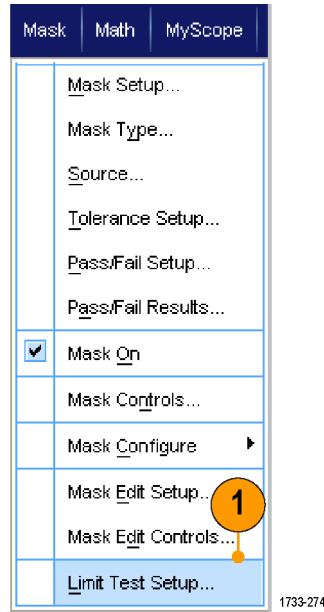 Mask Math MyScope
Mask Setup...
Mask Type...
Source...
Tolerance Setup...
Pass/Fail Setup...
Pass/Fail Results...
Mask On
Mask Controls...
Mask Configure
Mask Edit Setup...
1
Mask Edit Controls...
Limit Test Setup...
1733-274